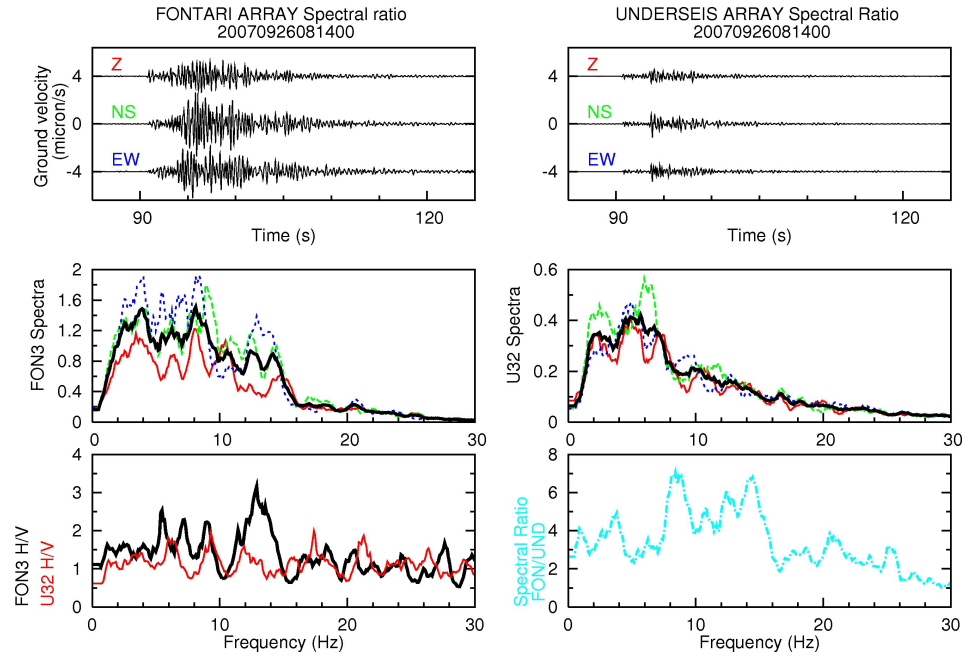 FONTARI ARRAY Spectral ratio
20070926081400
Ground velocity
(micron/s)
4
0
-4
Z
NS
EW
90
120
Time (s)
UNDERSEIS ARRAY Spectral Ratio
20070926081400
4
0
-4
Z
NS
EW
90
120
Time (s)
FON3 Spectra
2
1.6
1.2
0.8
0.4
0
10
20
30
U32 Spectra
0.6
0.4
0.2
0
0
10
20
30
FON3 H/V
U32 H/V
4
3
2
1
0
0
10
20
30
Frequency (Hz)
Spectral Ratio
FON/UND
8
6
4
2
0
0
10
20
30
Frequency (Hz)